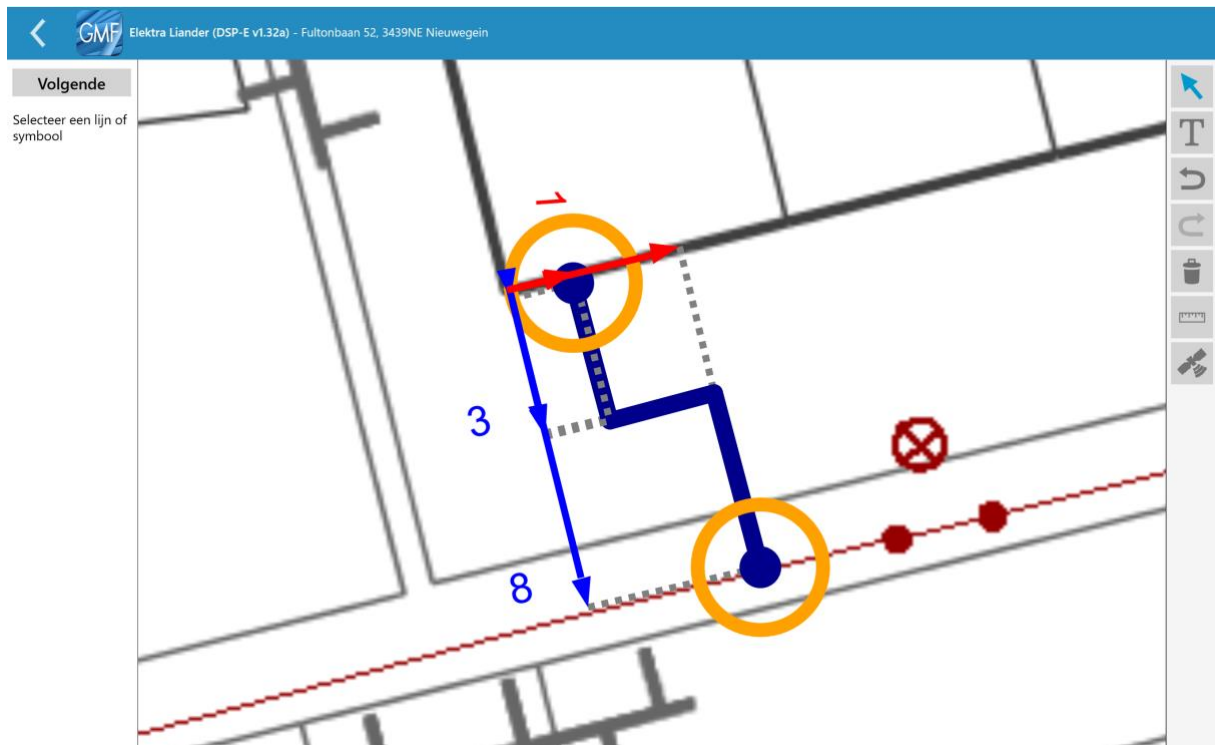 GMF Elektra Liander (DSP-E v1.32a) - Fultonbaan 52, 3439NE Nieuwegein
Volgende
Selecteer een lijn of
symbool
T
1
3
8